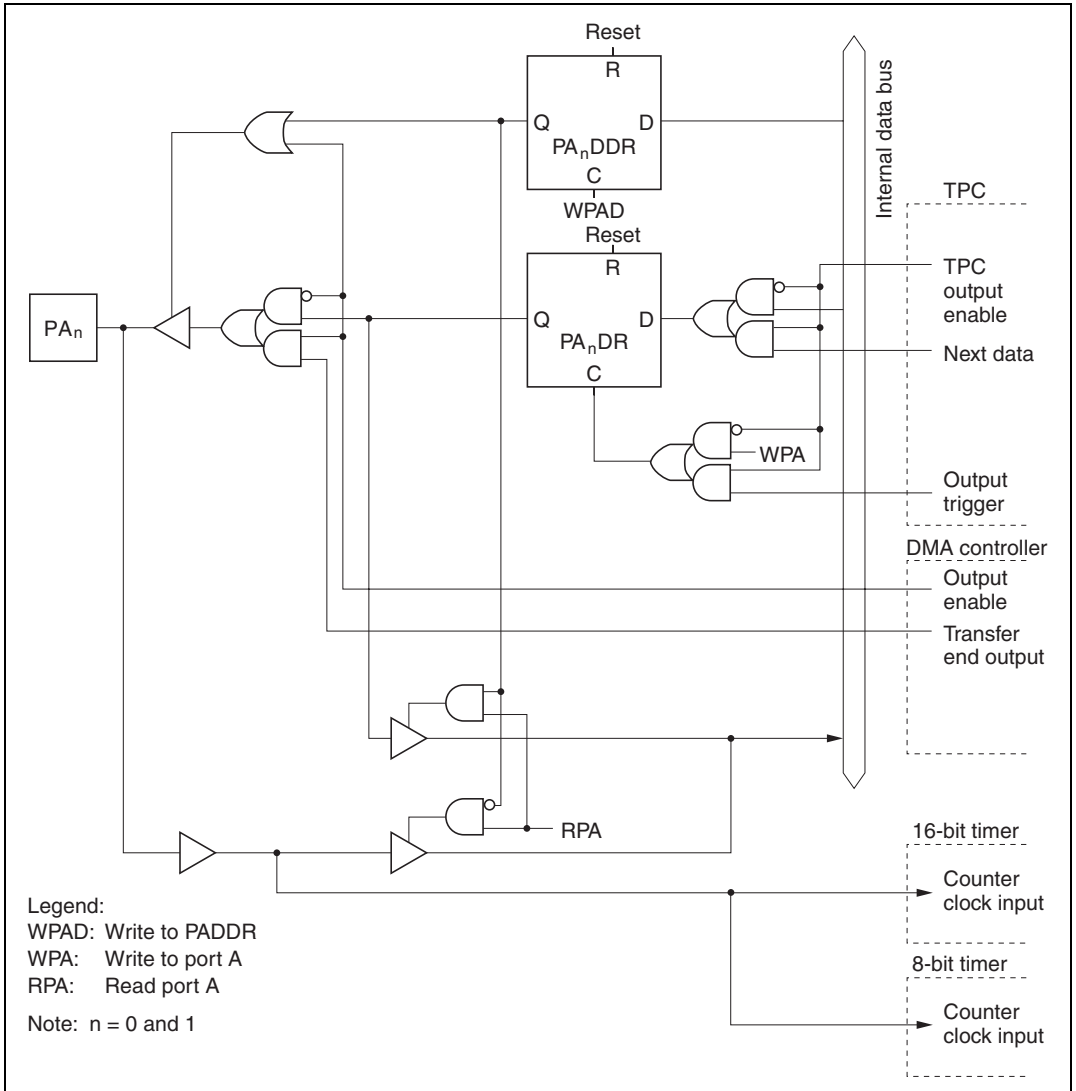 Reset
R
Q
D
PAnDDR
C
WPAD
Internal data bus
TPC
Reset
R
Q
D
PAnDR
C
TPC
output
enable
Next data
PAn
WPA
Output
trigger
DMA controller
Output
enable
Transfer
end output
RPA
16-bit timer
Counter
clock input
8-bit timer
Counter
clock input
Legend:
WPAD: Write to PADDR
WPA: Write to port A
RPA: Read port A
Note: n = 0 and 1